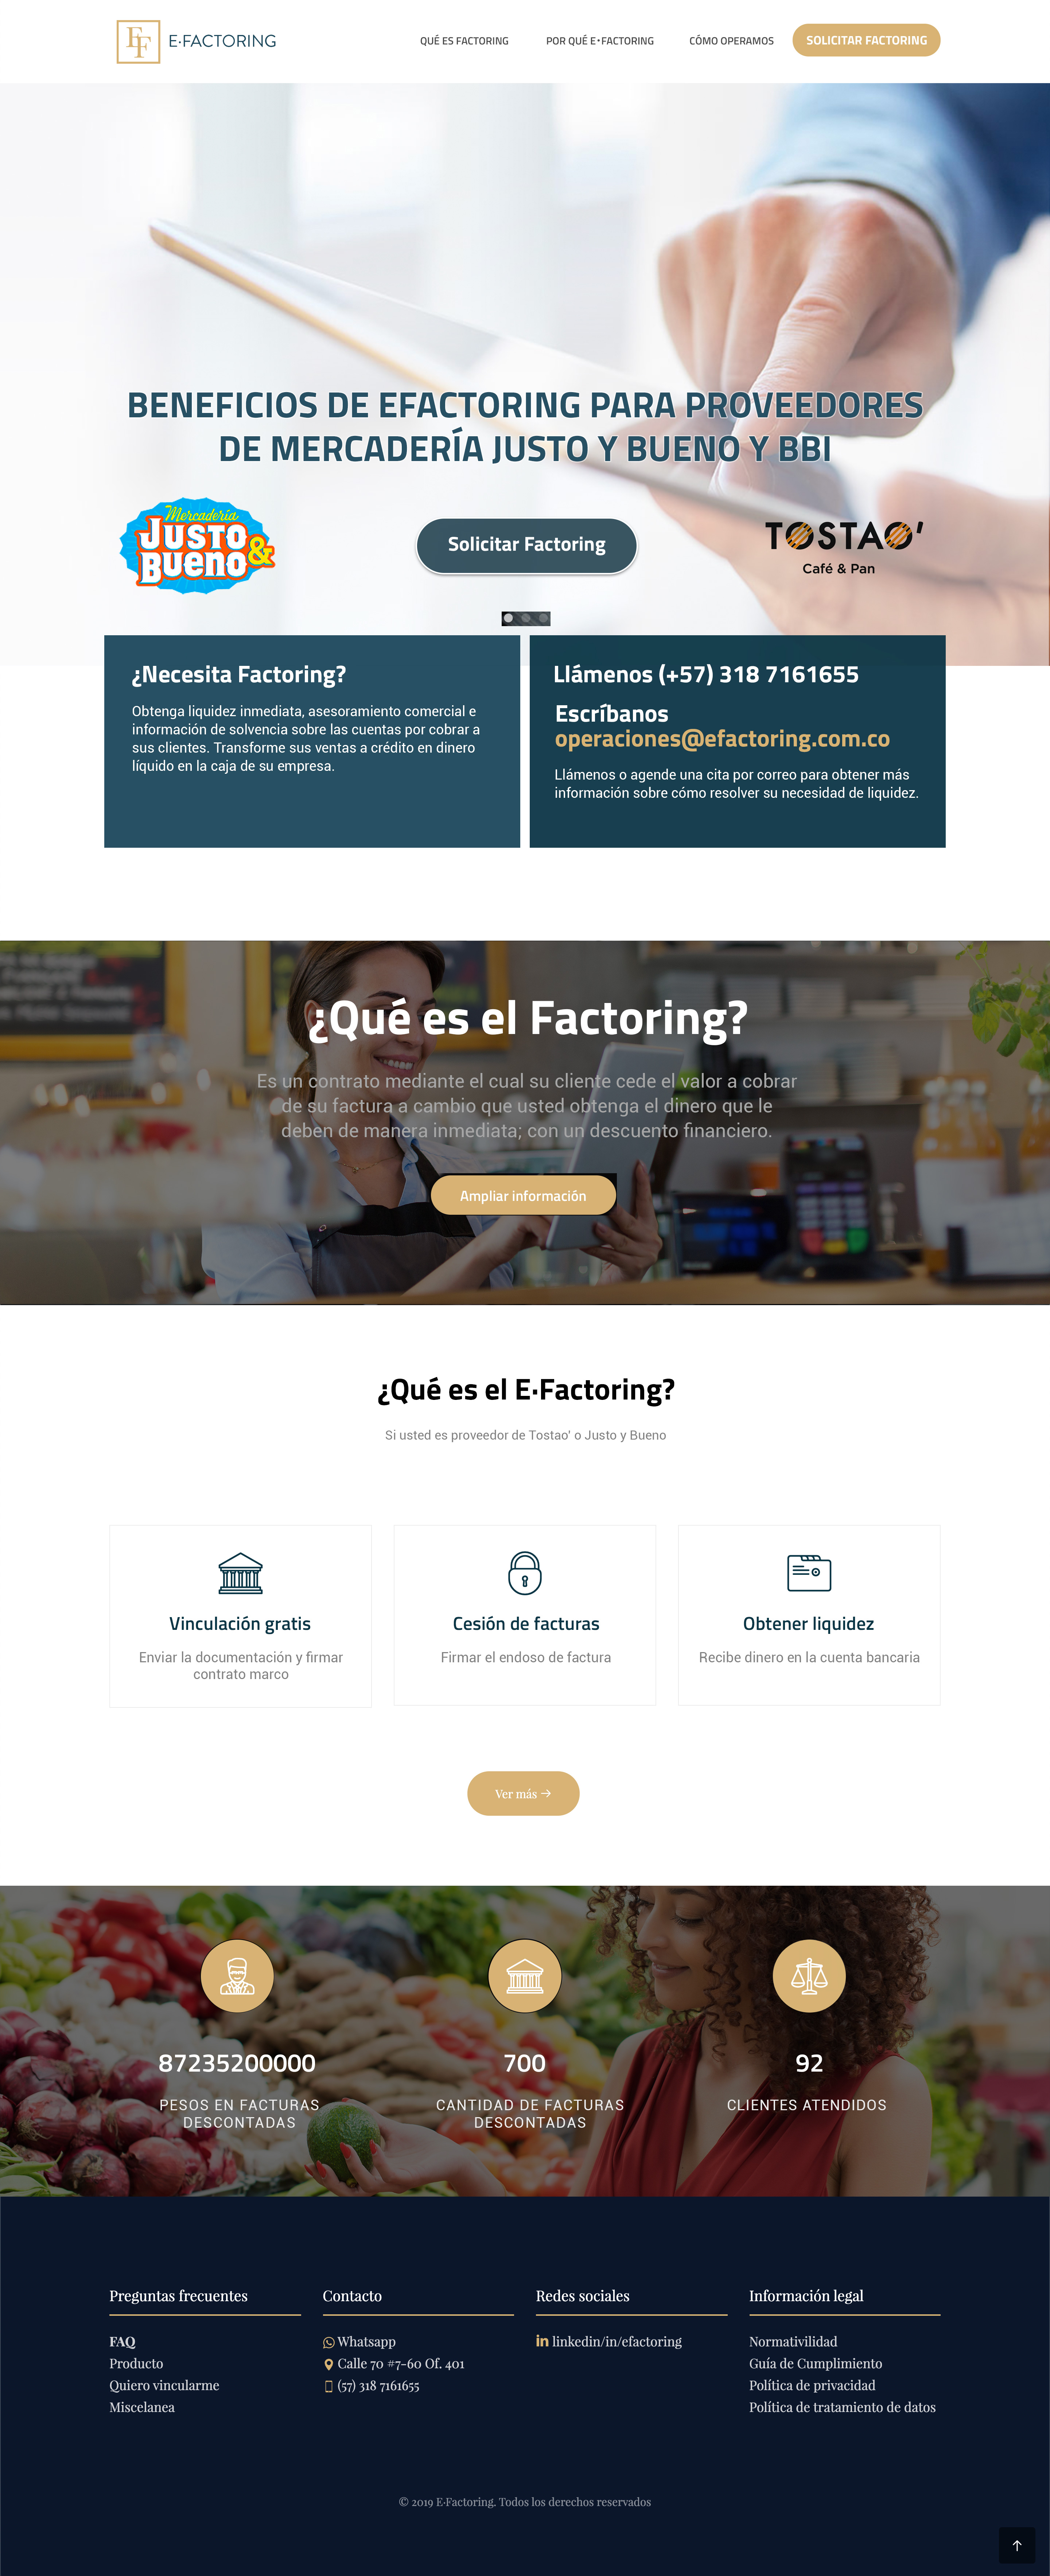 EF E·FACTORING
QUÉ ES FACTORING
POR QUÉ E·FACTORING
CÓMO OPERAMOS
SOLICITAR FACTORING
BENEFICIOS DE EFACTORING PARA PROVEEDORES
DE MERCADERÍA JUSTO Y BUENO Y BBI
Mercadería
JUSTO &
BUENO
Solicitar Factoring
TOSTAO'
Café & Pan
¿Necesita Factoring?
Obtenga liquidez inmediata, asesoramiento comercial e
información de solvencia sobre las cuentas por cobrar a
sus clientes. Transforme sus ventas a crédito en dinero
líquido en la caja de su empresa.
Llámenos (+57) 318 7161655
Escríbanos
operaciones@efactoring.com.co
Llámenos o agende una cita por correo para obtener más
información sobre cómo resolver su necesidad de liquidez.
¿Qué es el Factoring?
Es un contrato mediante el cual su cliente cede el valor a cobrar
de su factura a cambio que usted obtenga el dinero que le
deben de manera inmediata; con un descuento financiero.
Ampliar información
¿Qué es el E·Factoring?
Si usted es proveedor de Tostao' o Justo y Bueno
Vinculación gratis
Enviar la documentación y firmar
contrato marco
Cesión de facturas
Firmar el endoso de factura
Obtener liquidez
Recibe dinero en la cuenta bancaria
Ver más →
87235200000
PESOS EN FACTURAS
DESCONTADAS
700
CANTIDAD DE FACTURAS
DESCONTADAS
92
CLIENTES ATENDIDOS
Preguntas frecuentes
FAQ
Producto
Quiero vincularme
Miscelanea
Contacto
Whatsapp
Calle 70 #7-60 Of. 401
(57) 318 7161655
Redes sociales
in linkedin/in/efactoring
Información legal
Normativilidad
Guía de Cumplimiento
Política de privacidad
Política de tratamiento de datos
© 2019 E·Factoring. Todos los derechos reservados